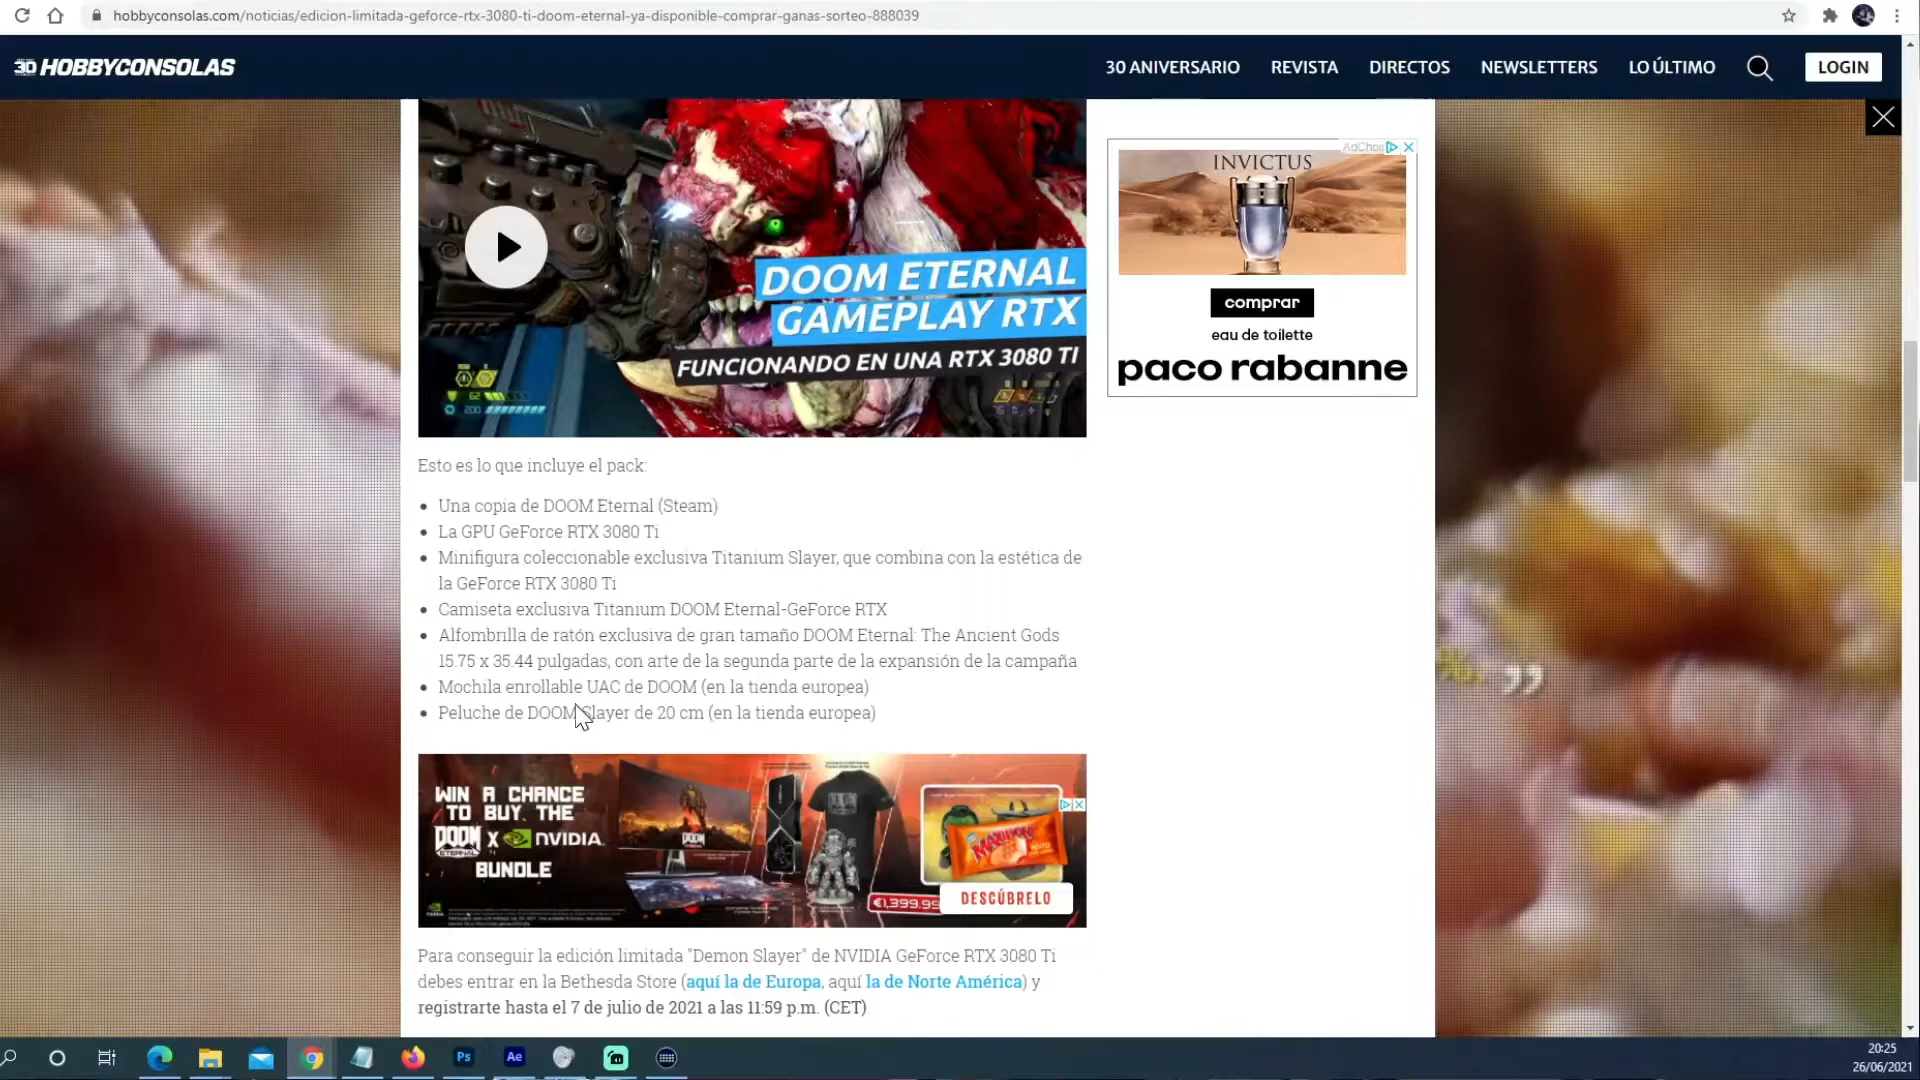 hobbyconsolas.com/noticias/edicion-limitada-geforce-rtx-3080-ti-doom-eternal-ya-disponible-comprar-ganas-sorteo-888039
30 HOBBYCONSOLAS
30 ANIVERSARIO
REVISTA
DIRECTOS
NEWSLETTERS
LO ÚLTIMO
LOGIN
DOOM ETERNAL
GAMEPLAY RTX
FUNCIONANDO EN UNA RTX 3080 TI
62
200
INVICTUS
comprar
eau de toilette
paco rabanne
Esto es lo que incluye el pack:
Una copia de DOOM Eternal (Steam)
La GPU GeForce RTX 3080 Ti
Minifigura coleccionable exclusiva Titanium Slayer, que combina con la estética de
la GeForce RTX 3080 Ti
Camiseta exclusiva Titanium DOOM Eternal-GeForce RTX
Alfombrilla de ratón exclusiva de gran tamaño DOOM Eternal: The Ancient Gods
15.75 x 35.44 pulgadas, con arte de la segunda parte de la expansión de la campaña
Mochila enrollable UAC de DOOM (en la tienda europea)
Peluche de DOOM Slayer de 20 cm (en la tienda europea)
WIN A CHANCE
TO BUY THE
DOOM ETERNAL X NVIDIA
BUNDLE
DOOM
MAXIBON
€1,399.99
DESCÚBRELO
Para conseguir la edición limitada "Demon Slayer" de NVIDIA GeForce RTX 3080 Ti
debes entrar en la Bethesda Store (aquí la de Europa, aquí la de Norte América) y
registrarte hasta el 7 de julio de 2021 a las 11:59 p.m. (CET)
Ps
Ae
20:25
26/06/2021